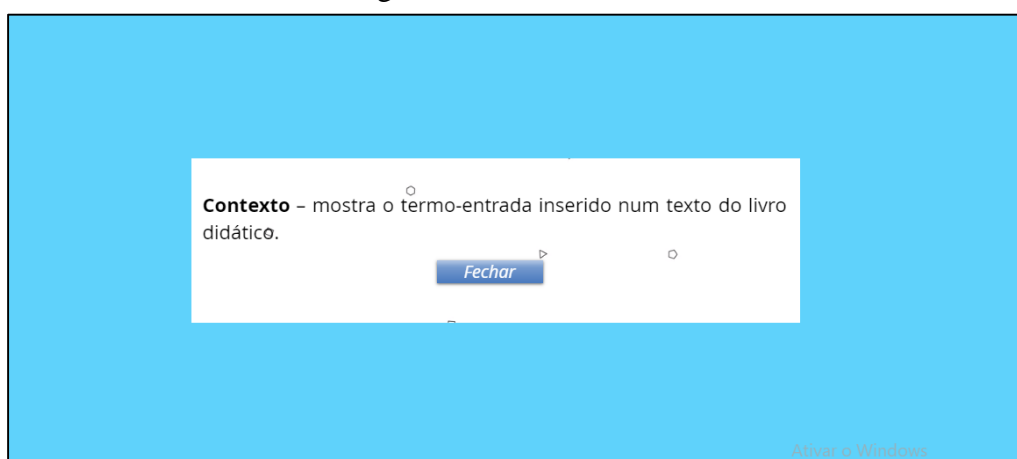 Contexto – mostra o termo-entrada inserido num texto do livro
didático.
Fechar
Ativar o Windows